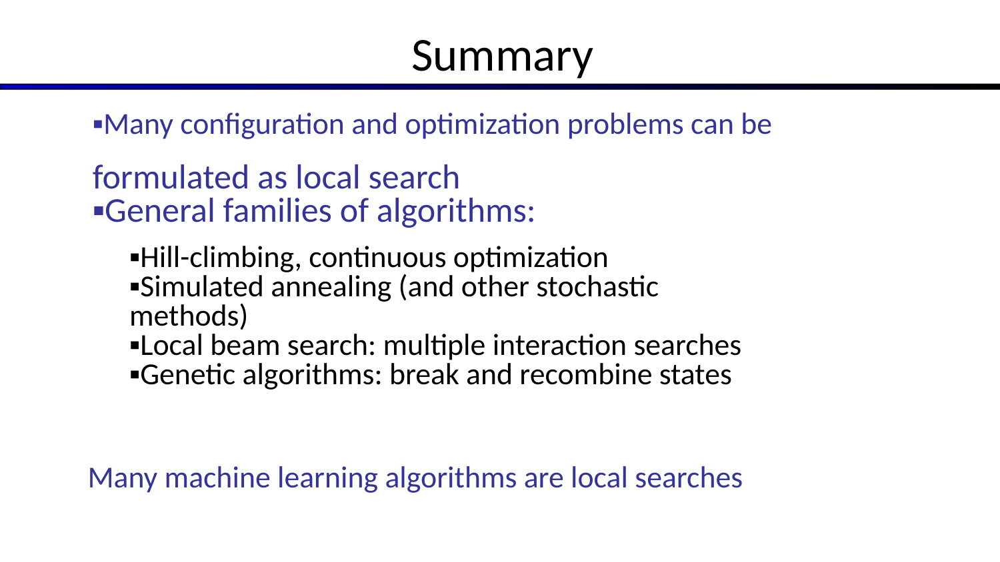 Summary
▪Many configuration and optimization problems can be
formulated as local search
▪General families of algorithms:
▪Hill-climbing, continuous optimization
▪Simulated annealing (and other stochastic
methods)
▪Local beam search: multiple interaction searches
▪Genetic algorithms: break and recombine states
Many machine learning algorithms are local searches